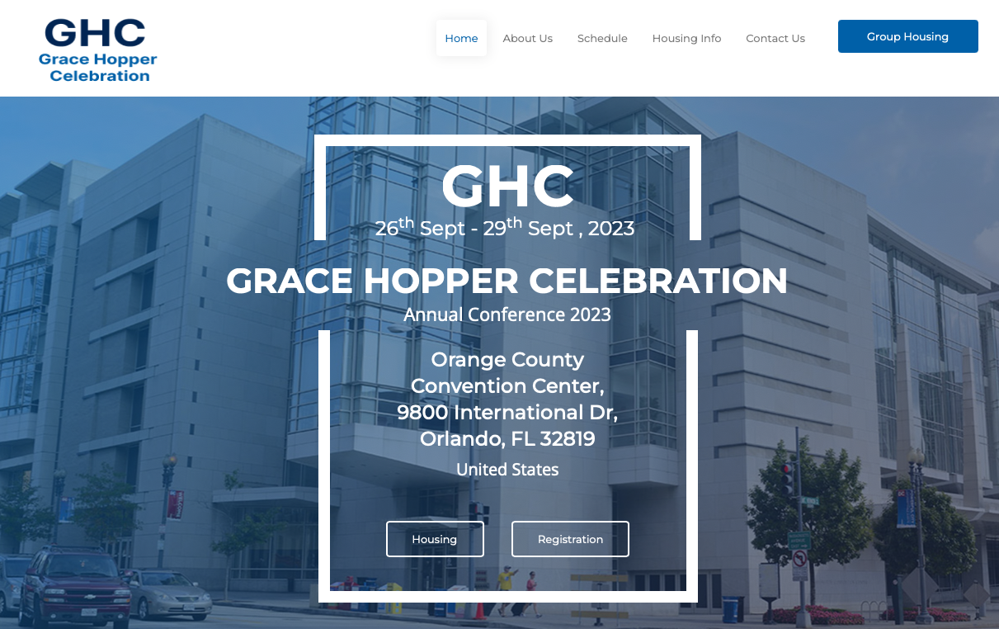 GHC
Grace Hopper
Celebration
Home
About Us
Schedule
Housing Info
Contact Us
Group Housing
GHC
26th Sept - 29th Sept , 2023
GRACE HOPPER CELEBRATION
Annual Conference 2023
Orange County
Convention Center,
9800 International Dr,
Orlando, FL 32819
United States
Housing
Registration